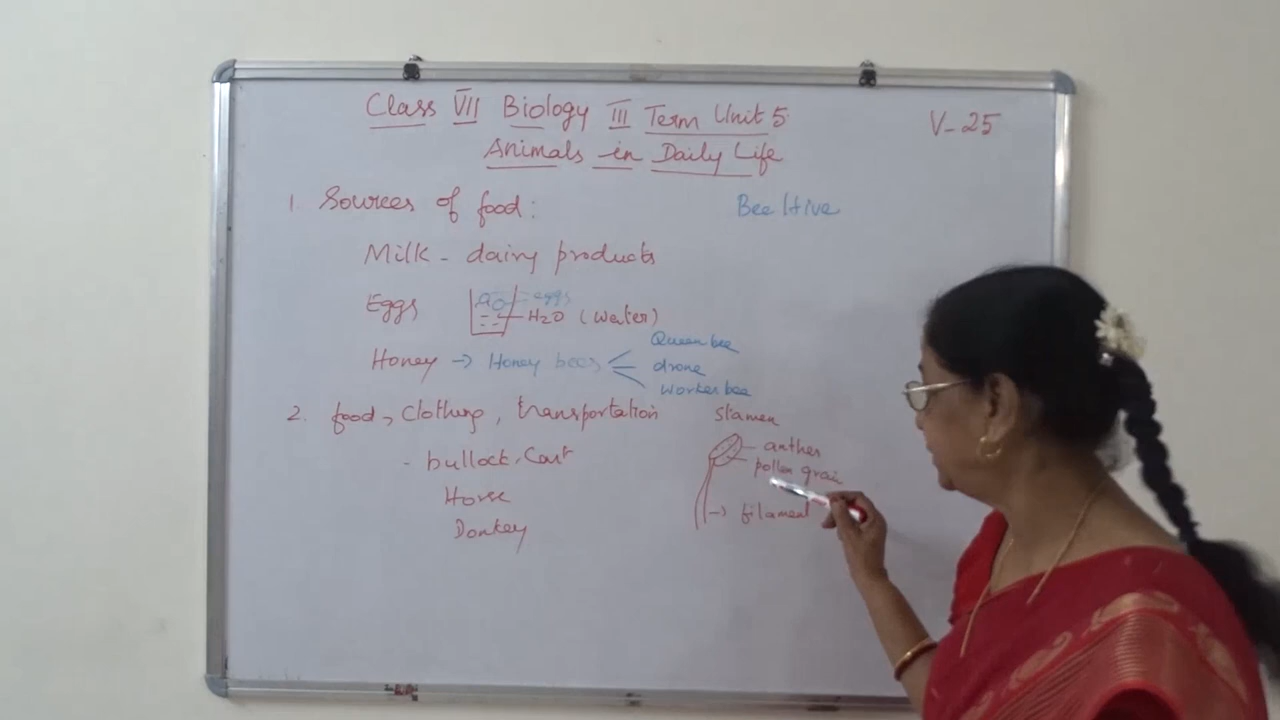 Class VII Biology III Term Unit 5
V-25
Animals in Daily Life
1. Sources of food:
Bee Hive
Milk - dairy products
Eggs
eggs
H2O (Water)
Honey → Honey bees
Queen bee
drone
Worker bee
2. food, Clothing, transportation
- bullock. Cart
Horse
Donkey
Stamen
anther
pollen grain
→ filament